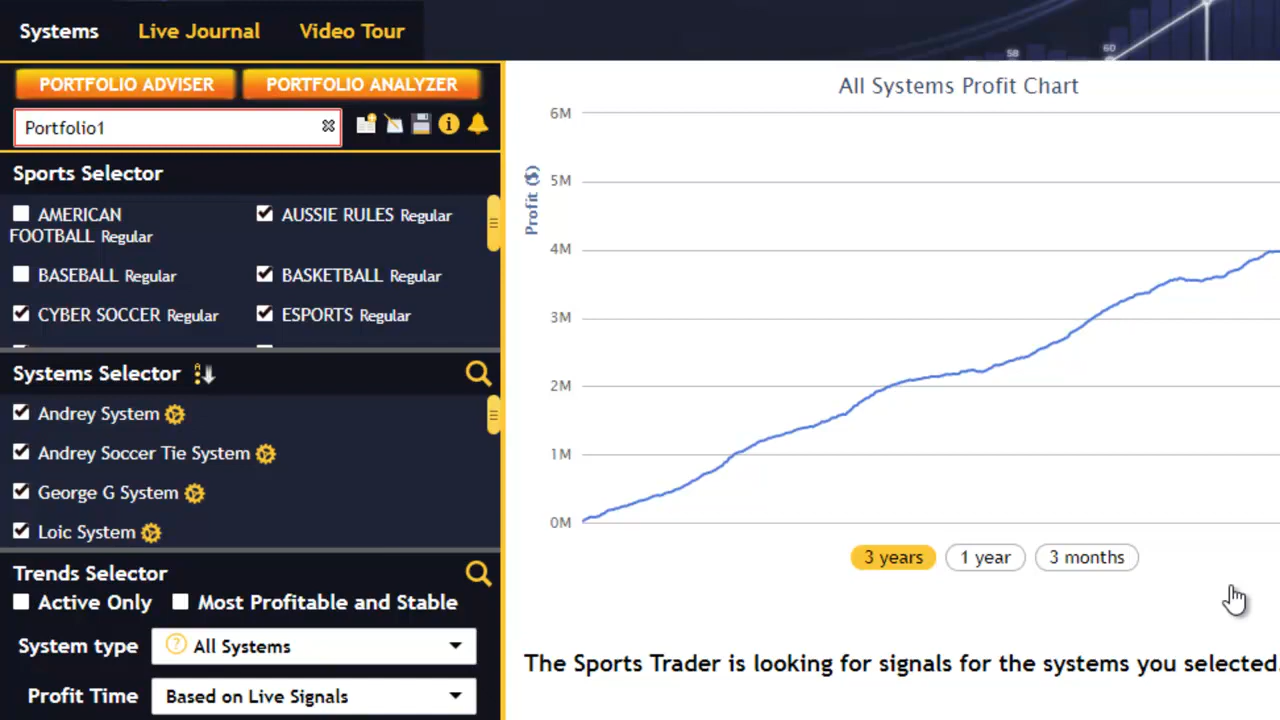 Systems
Live Journal
Video Tour
58
60
PORTFOLIO ADVISER
PORTFOLIO ANALYZER
Portfolio1
Sports Selector
AMERICAN
FOOTBALL Regular
AUSSIE RULES Regular
BASEBALL Regular
BASKETBALL Regular
CYBER SOCCER Regular
ESPORTS Regular
Systems Selector
Andrey System
Andrey Soccer Tie System
George G System
Loic System
Trends Selector
Active Only
Most Profitable and Stable
System type
? All Systems
Profit Time
Based on Live Signals
All Systems Profit Chart
Profit ($)
6M
5M
4M
3M
2M
1M
0M
3 years
1 year
3 months
The Sports Trader is looking for signals for the systems you selected.